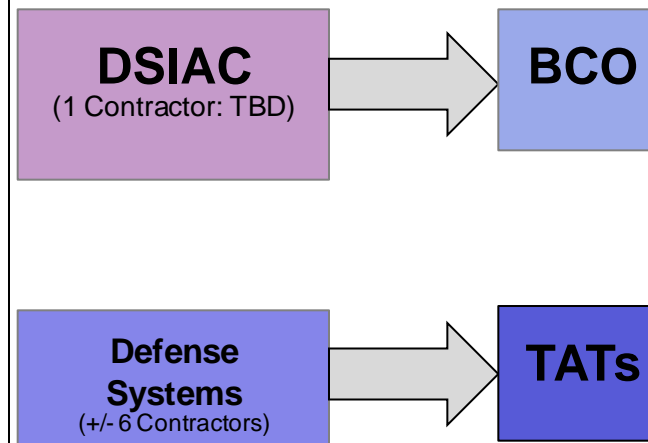 DSIAC
(1 Contractor: TBD)
BCO
Defense
Systems
(+/- 6 Contractors)
TATs